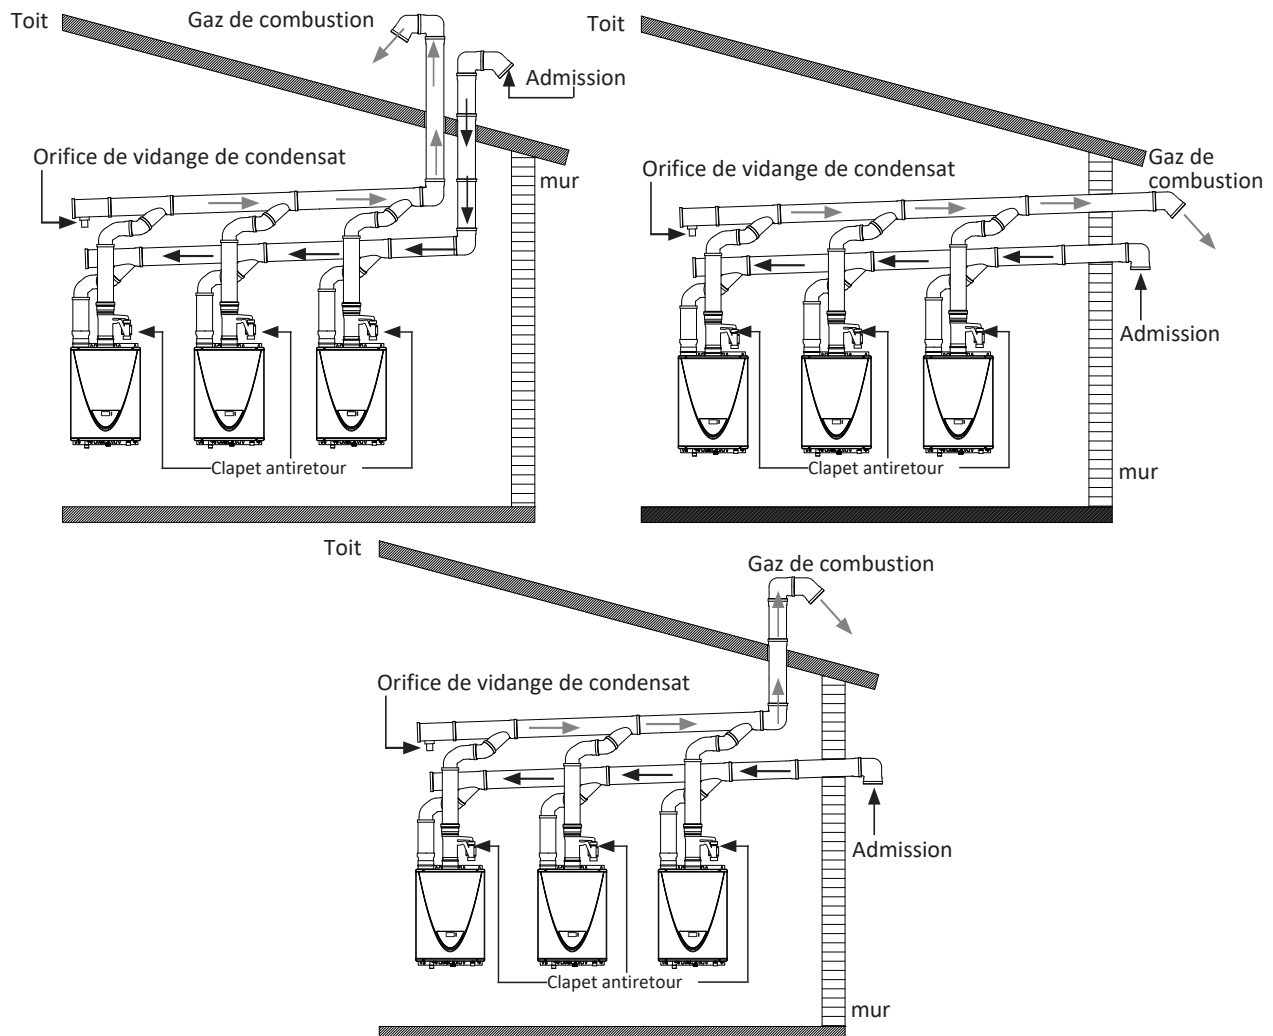 Toit
Gaz de combustion
Admission
Orifice de vidange de condensat
mur
Clapet antiretour
Toit
Orifice de vidange de condensat
Gaz de
combustion
Admission
Clapet antiretour
mur
Toit
Gaz de combustion
Orifice de vidange de condensat
Admission
Clapet antiretour
mur